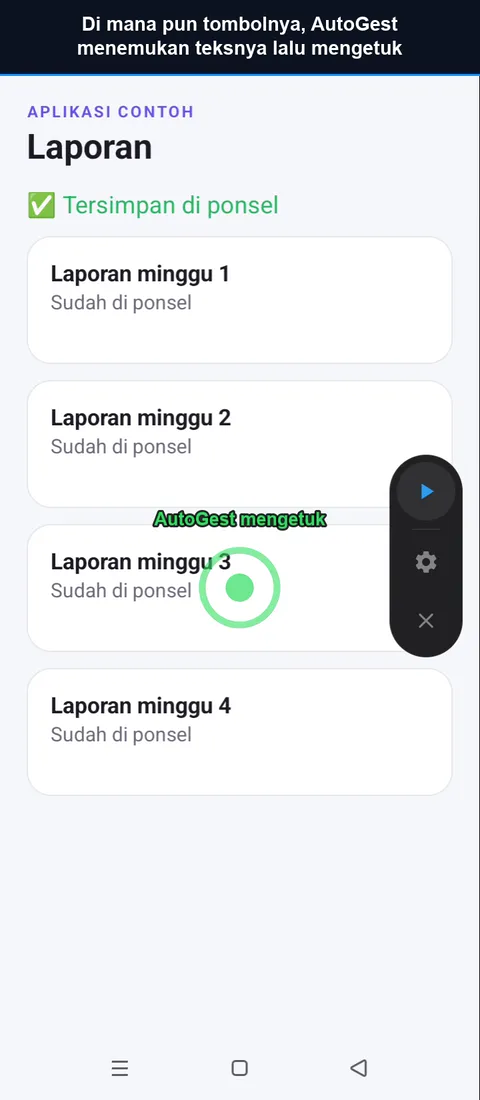 Di mana pun tombolnya, AutoGest
menemukan teksnya lalu mengetuk
APLIKASI CONTOH
Laporan
✅ Tersimpan di ponsel
Laporan minggu 1
Sudah di ponsel
Laporan minggu 2
Sudah di ponsel
AutoGest mengetuk
Laporan minggu 3
Sudah di ponsel
Laporan minggu 4
Sudah di ponsel